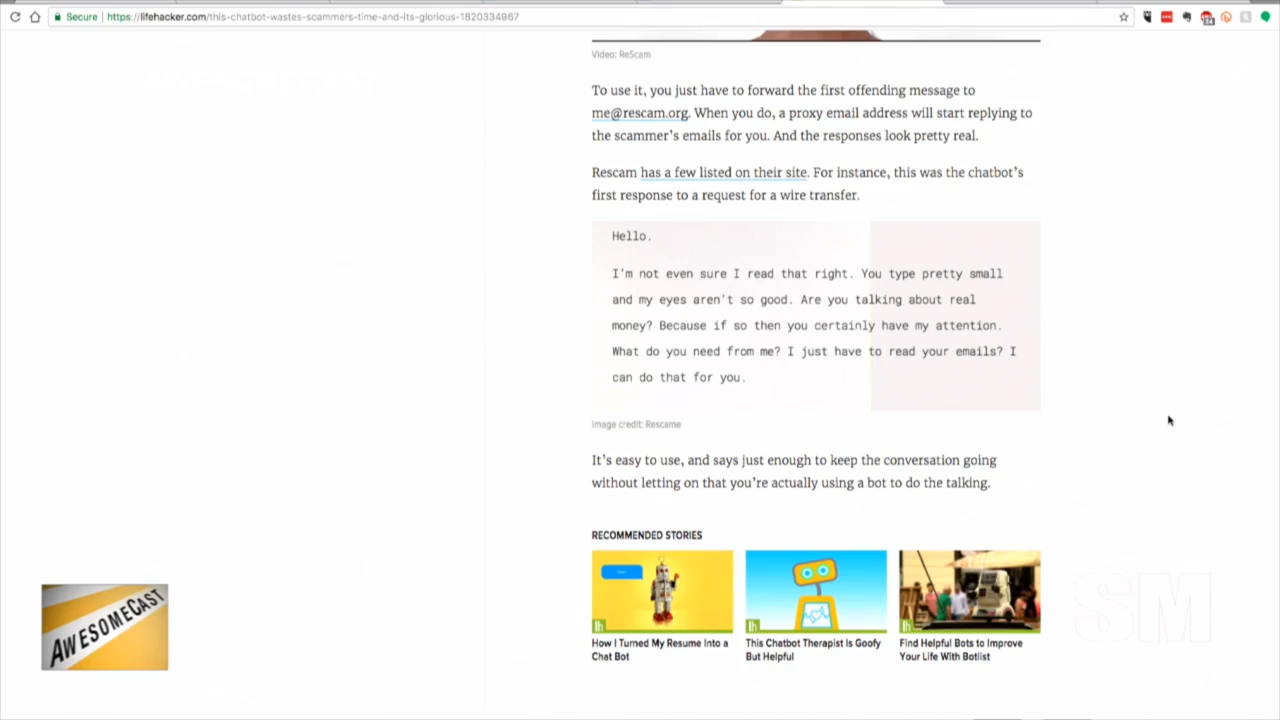 Secure
https://lifehacker.com/this-chatbot-wastes-scammers-time-and-its-glorious-1820334967
Video: ReScam
To use it, you just have to forward the first offending message to
me@rescam.org. When you do, a proxy email address will start replying to
the scammer's emails for you. And the responses look pretty real.
Rescam has a few listed on their site. For instance, this was the chatbot's
first response to a request for a wire transfer.
Hello.
I'm not even sure I read that right. You type pretty small
and my eyes aren't so good. Are you talking about real
money? Because if so then you certainly have my attention.
What do you need from me? I just have to read your emails? I
can do that for you.
Image credit: Rescame
It's easy to use, and says just enough to keep the conversation going
without letting on that you're actually using a bot to do the talking.
RECOMMENDED STORIES
lh
lh
lh
How I Turned My Resume Into a
Chat Bot
This Chatbot Therapist Is Goofy
But Helpful
Find Helpful Bots to Improve
Your Life With Botlist
AWESOMECAST
SM